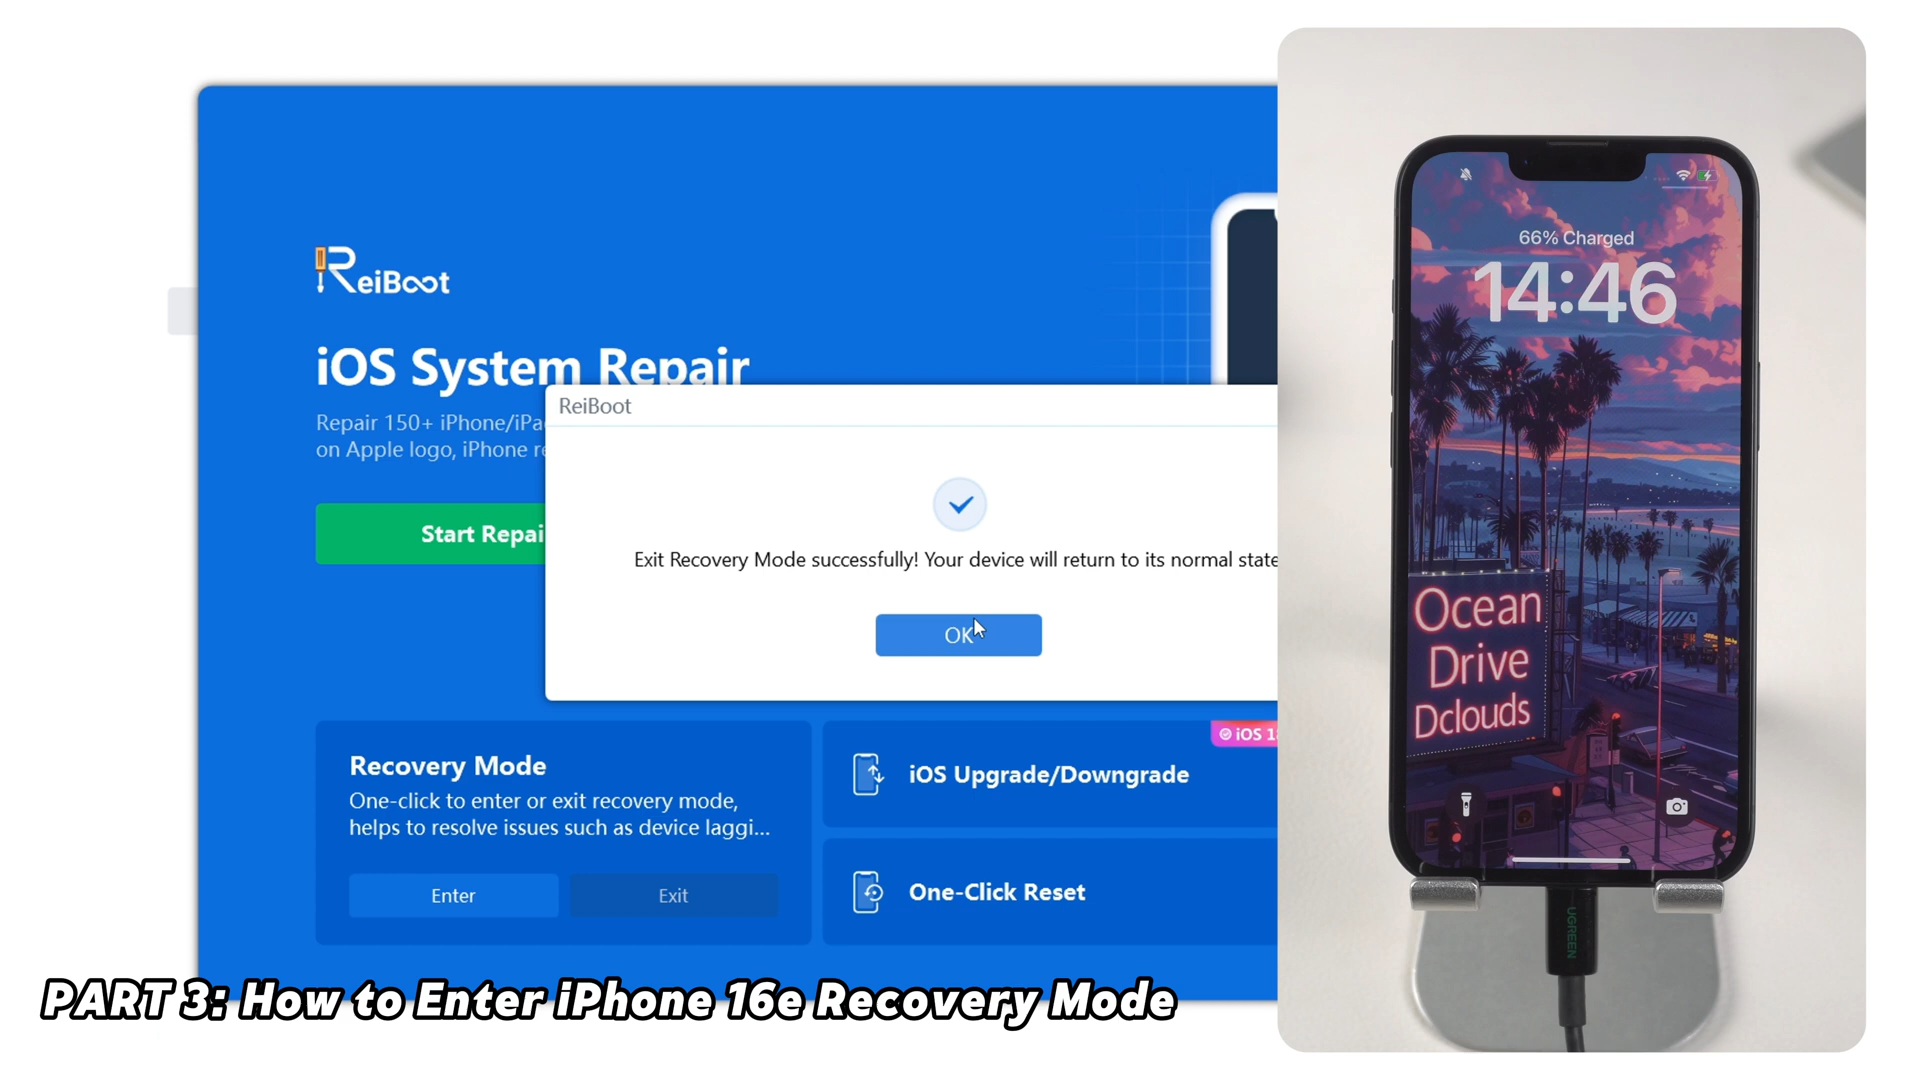 ReiBoot
iOS System Repair
Repair 150+ iPhone/iPa
on Apple logo, iPhone re
Start Repai
ReiBoot
Exit Recovery Mode successfully! Your device will return to its normal state
OK
Recovery Mode
One-click to enter or exit recovery mode,
helps to resolve issues such as device laggi...
Enter
Exit
iOS 18
iOS Upgrade/Downgrade
One-Click Reset
66% Charged
14:46
Ocean
Drive
Dclouds
UGREEN
PART 3: How to Enter iPhone 16e Recovery Mode